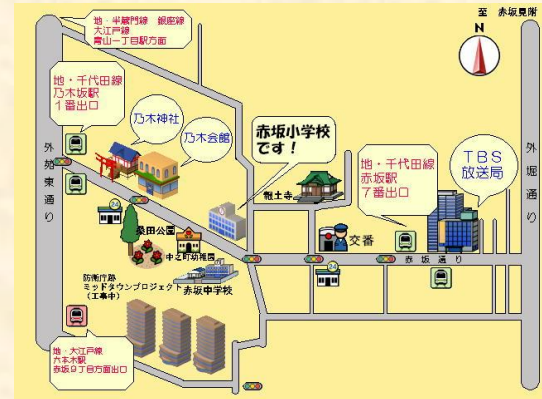 至 赤坂見附
N
地・半蔵門線 銀座線
大江戸線
青山一丁目駅方面
地・千代田線
乃木坂駅
1番出口
乃木神社
乃木会館
赤坂小学校
です！
外苑東通り
外堀通り
地・千代田線
赤坂駅
7番出口
TBS
放送局
報土寺
24
桑田公園
交番
中之町幼稚園
赤坂通り
24
防衛庁跡
ミッドタウンプロジェクト
（工事中）
赤坂中学校
地・大江戸線
六本木駅
赤坂9丁目方面出口